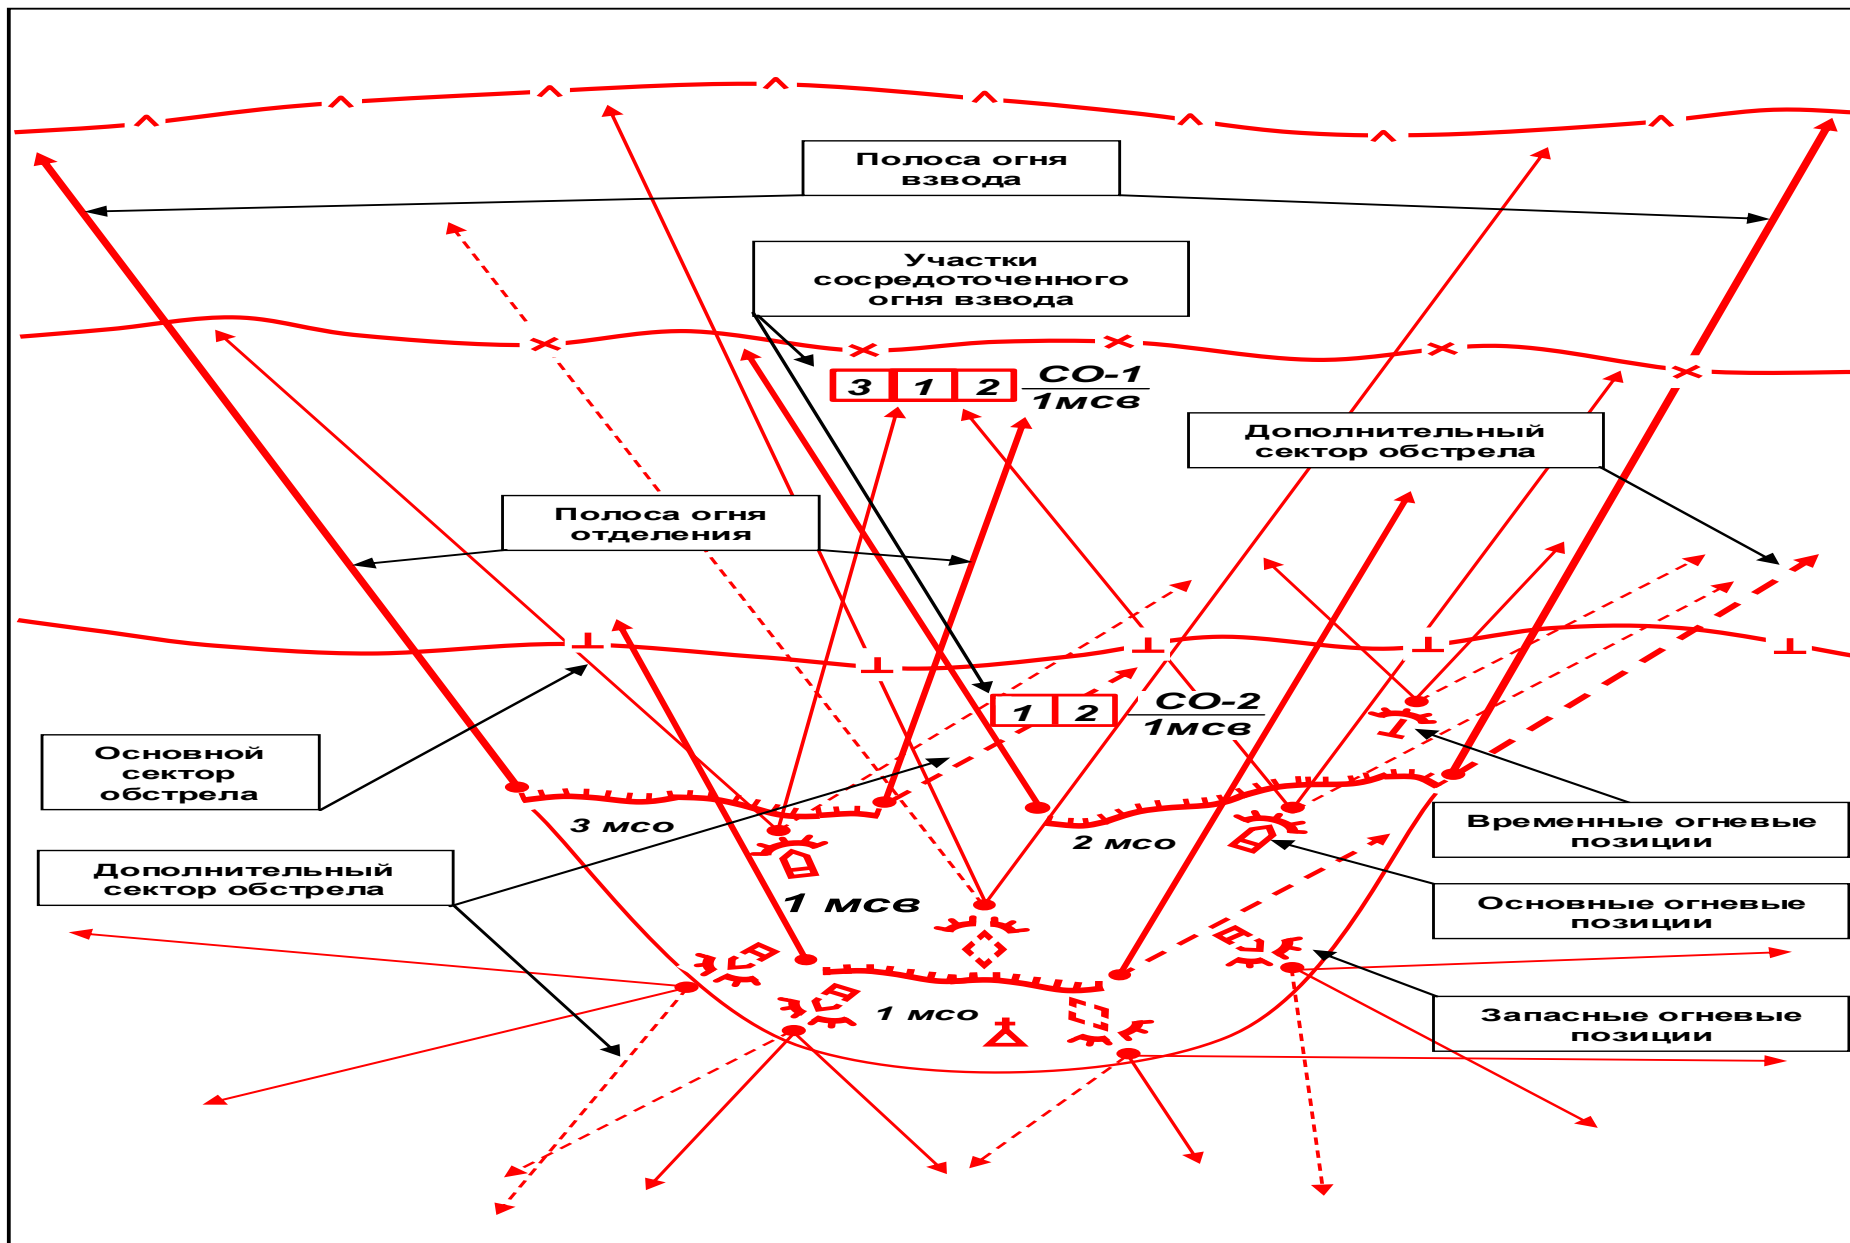 Полоса огня
взвода
Участки
сосредоточенного
огня взвода
3 1 2
СО-1
1мсв
Дополнительный
сектор обстрела
Полоса огня
отделения
1 2
СО-2
1мсв
Основной
сектор
обстрела
3 мсо
2 мсо
Временные огневые
позиции
Дополнительный
сектор обстрела
1 мсв
Основные огневые
позиции
1 мсо
Запасные огневые
позиции